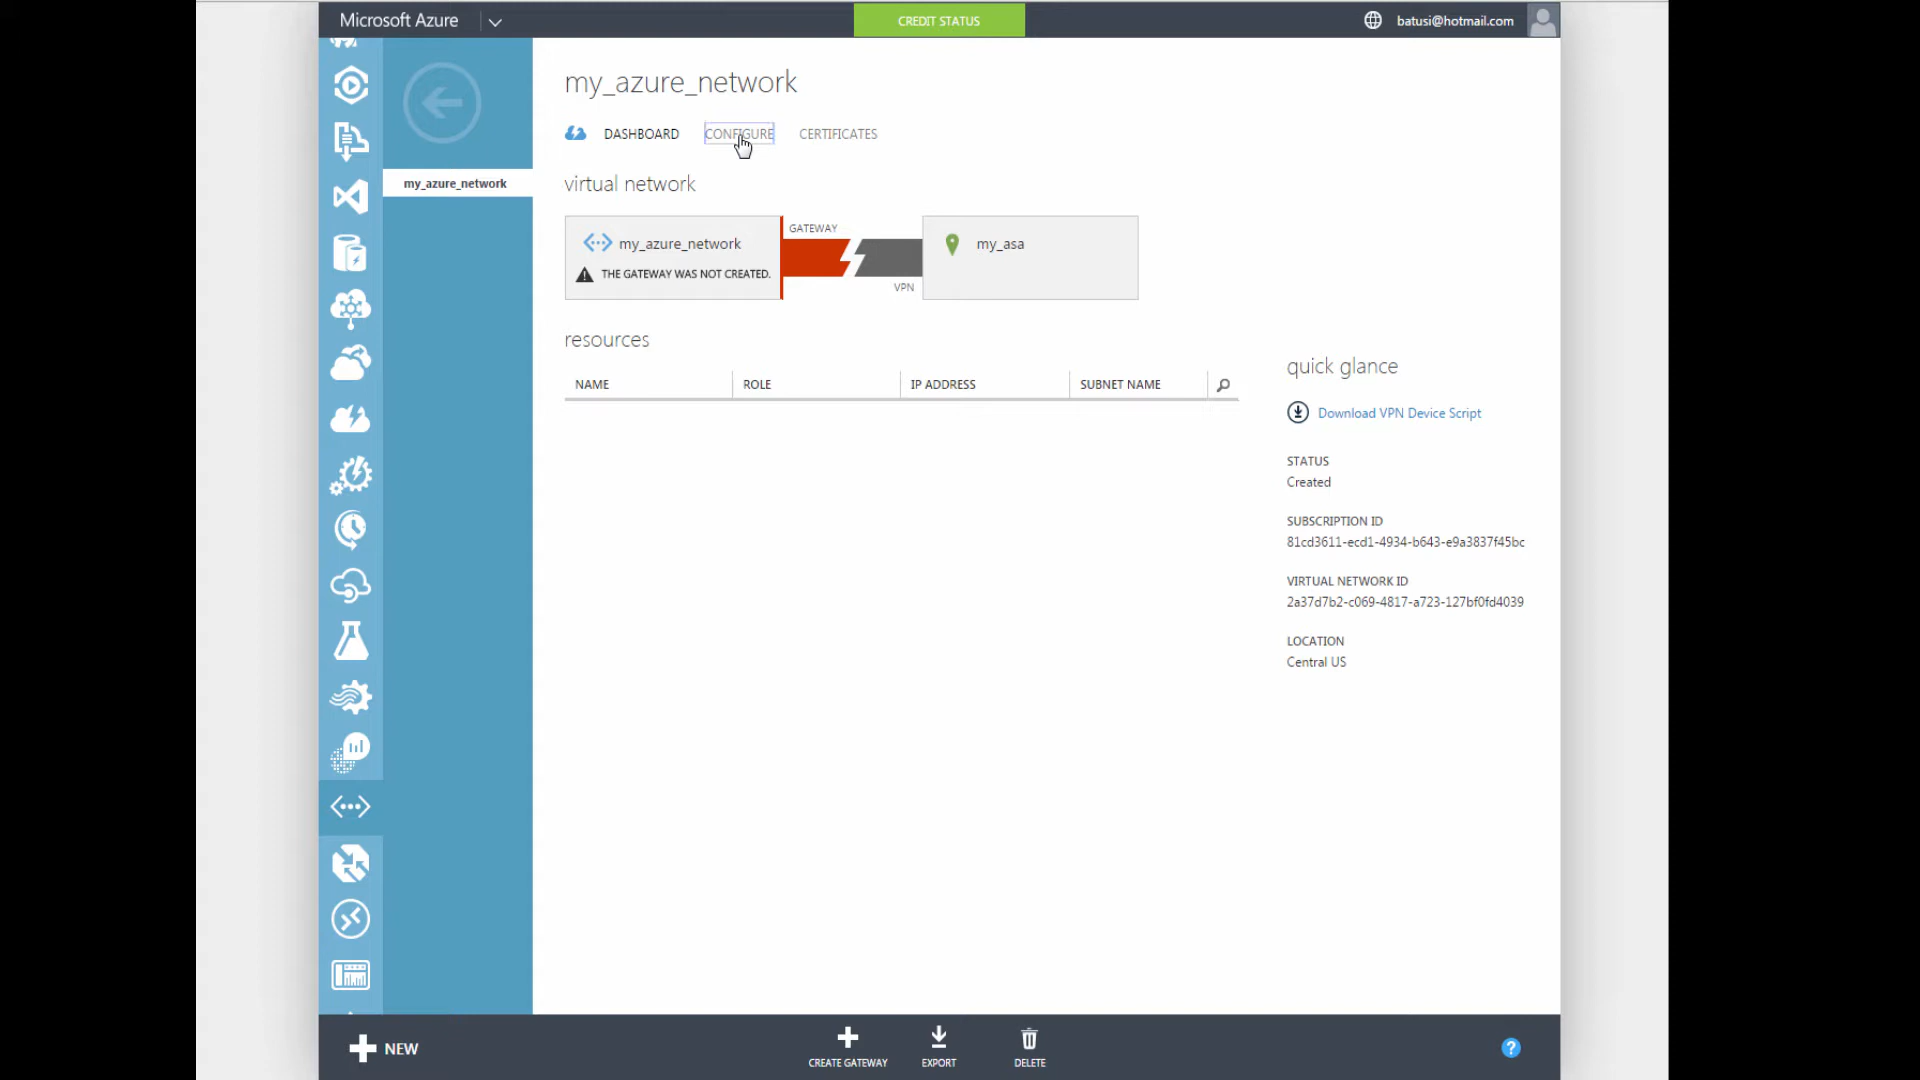 Microsoft Azure
CREDIT STATUS
batusi@hotmail.com
my_azure_network
my_azure_network
DASHBOARD
CONFIGURE
CERTIFICATES
virtual network
my_azure_network
THE GATEWAY WAS NOT CREATED.
GATEWAY
VPN
my_asa
resources
NAME
ROLE
IP ADDRESS
SUBNET NAME
quick glance
Download VPN Device Script
STATUS
Created
SUBSCRIPTION ID
81cd3611-ecd1-4934-b643-e9a3837f45bc
VIRTUAL NETWORK ID
2a37d7b2-c069-4817-a723-127bf0fd4039
LOCATION
Central US
NEW
CREATE GATEWAY
EXPORT
DELETE
?